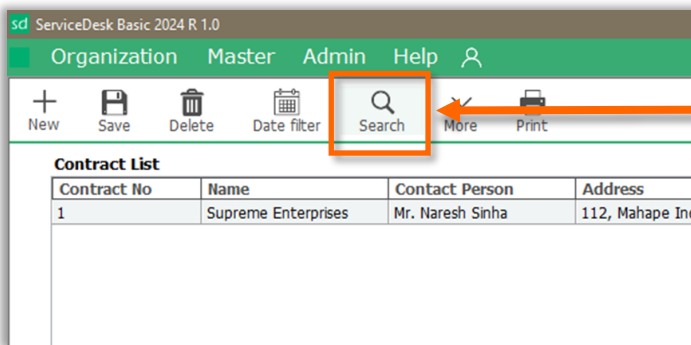 sd ServiceDesk Basic 2024 R 1.0
Organization Master Admin Help
New Save Delete Date filter Search More Print
Contract List
Contract No Name Contact Person Address
1 Supreme Enterprises Mr. Naresh Sinha 112, Mahape Ind